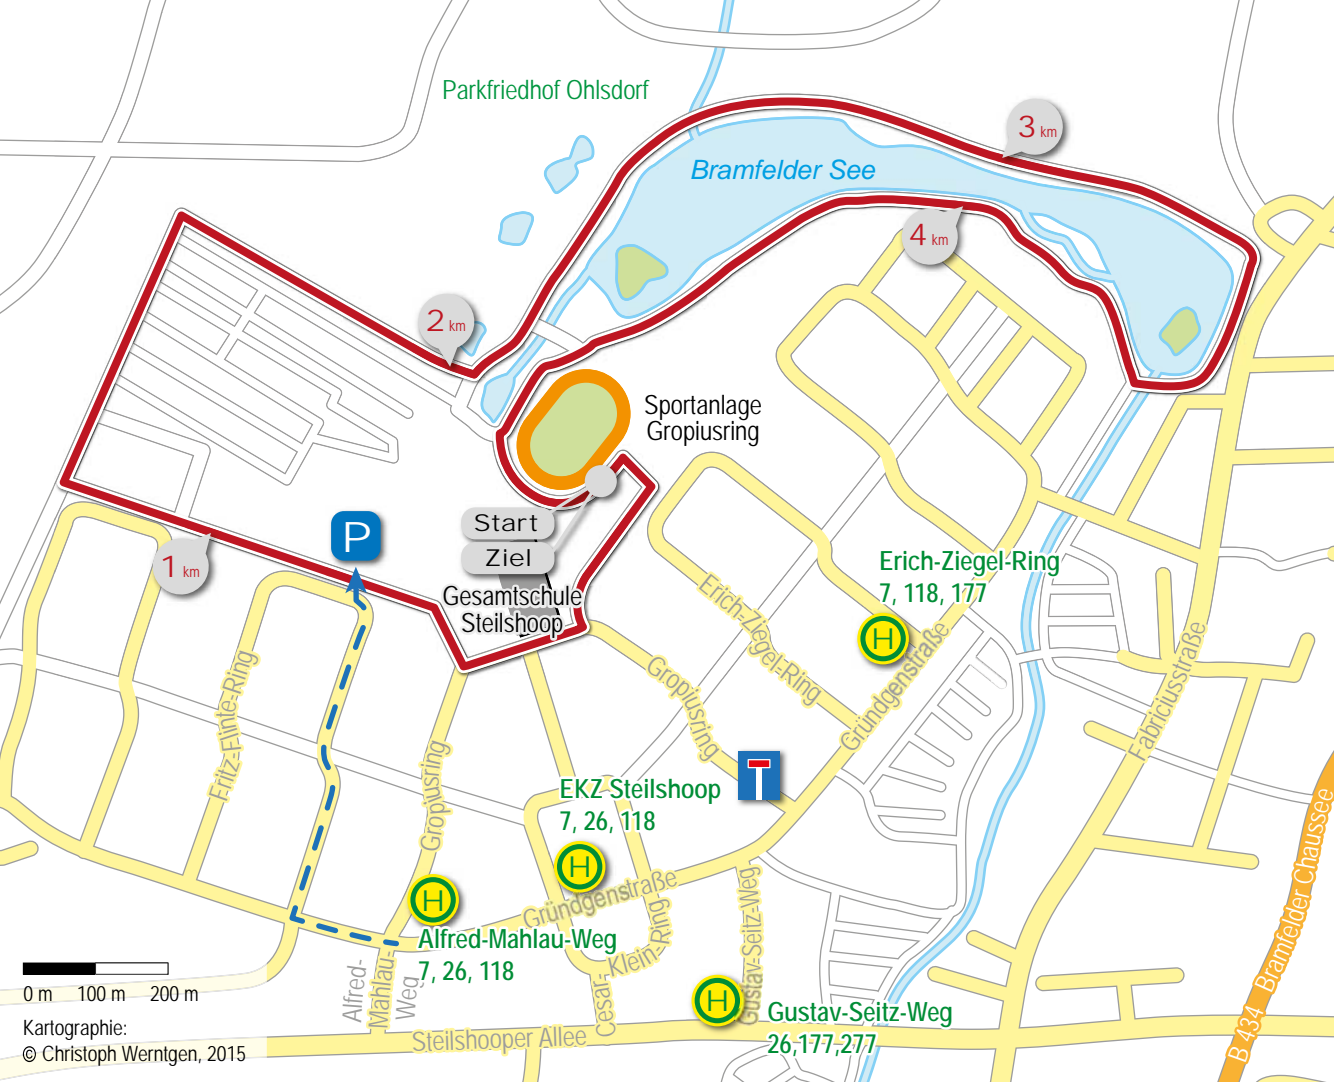 Parkfriedhof Ohlsdorf
3 km
Bramfelder See
4 km
2 km
Sportanlage
Gropiusring
Start
Ziel
P
1 km
Gesamtschule
Steilshoop
Erich-Ziegel-Ring
7, 118, 177
H
Erich-Ziegel-Ring
Gropiusring
Gründgenstraße
Fabriciusstraße
Fritz-Flinte-Ring
Gropiusring
EKZ Steilshoop
7, 26, 118
H
Gründgenstraße
H
Alfred-Mahlau-Weg
7, 26, 118
Alfred-
Mahlau-
Weg
Cesar-Klein-Ring
Gustav-Seitz-Weg
H
Gustav-Seitz-Weg
26,177,277
Steilshooper Allee
B 434 Bramfelder Chaussee
0 m 100 m 200 m
Kartographie:
© Christoph Werntgen, 2015